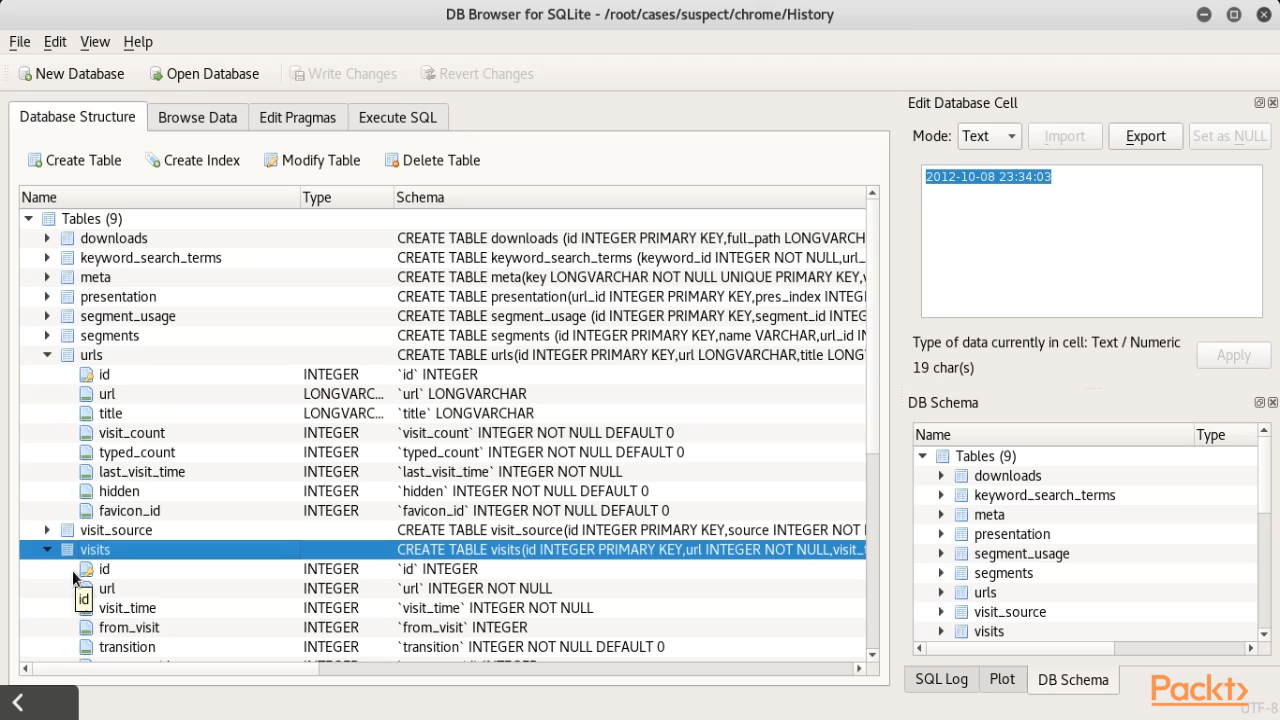 DB Browser for SQLite - /root/cases/suspect/chrome/History
File Edit View Help
New Database Open Database Write Changes Revert Changes
Database Structure Browse Data Edit Pragmas Execute SQL
Create Table Create Index Modify Table Delete Table
Name Type Schema
Tables (9)
downloads CREATE TABLE downloads (id INTEGER PRIMARY KEY,full_path LONGVARCH
keyword_search_terms CREATE TABLE keyword_search_terms (keyword_id INTEGER NOT NULL,url_
meta CREATE TABLE meta(key LONGVARCHAR NOT NULL UNIQUE PRIMARY KEY,v
presentation CREATE TABLE presentation(url_id INTEGER PRIMARY KEY,pres_index INTEG
segment_usage CREATE TABLE segment_usage (id INTEGER PRIMARY KEY,segment_id INTEG
segments CREATE TABLE segments (id INTEGER PRIMARY KEY,name VARCHAR,url_id IN
urls CREATE TABLE urls(id INTEGER PRIMARY KEY,url LONGVARCHAR,title LONG
id INTEGER `id` INTEGER
url LONGVARC... `url` LONGVARCHAR
title LONGVARC... `title` LONGVARCHAR
visit_count INTEGER `visit_count` INTEGER NOT NULL DEFAULT 0
typed_count INTEGER `typed_count` INTEGER NOT NULL DEFAULT 0
last_visit_time INTEGER `last_visit_time` INTEGER NOT NULL
hidden INTEGER `hidden` INTEGER NOT NULL DEFAULT 0
favicon_id INTEGER `favicon_id` INTEGER NOT NULL DEFAULT 0
visit_source CREATE TABLE visit_source(id INTEGER PRIMARY KEY,source INTEGER NOT
visits CREATE TABLE visits(id INTEGER PRIMARY KEY,url INTEGER NOT NULL,visit_
id INTEGER `id` INTEGER
url INTEGER `url` INTEGER NOT NULL
id
visit_time INTEGER `visit_time` INTEGER NOT NULL
from_visit INTEGER `from_visit` INTEGER
transition INTEGER `transition` INTEGER NOT NULL DEFAULT 0
Edit Database Cell
Mode: Text Import Export Set as NULL
2012-10-08 23:34:03
Type of data currently in cell: Text / Numeric
19 char(s)
Apply
DB Schema
Name Type
Tables (9)
downloads
keyword_search_terms
meta
presentation
segment_usage
segments
urls
visit_source
visits
SQL Log Plot DB Schema
Packt>
UTF-8